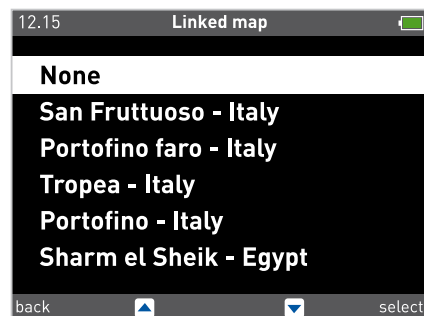 12.15 Linked map
None
San Fruttuoso - Italy
Portofino faro - Italy
Tropea - Italy
Portofino - Italy
Sharm el Sheik - Egypt
back select